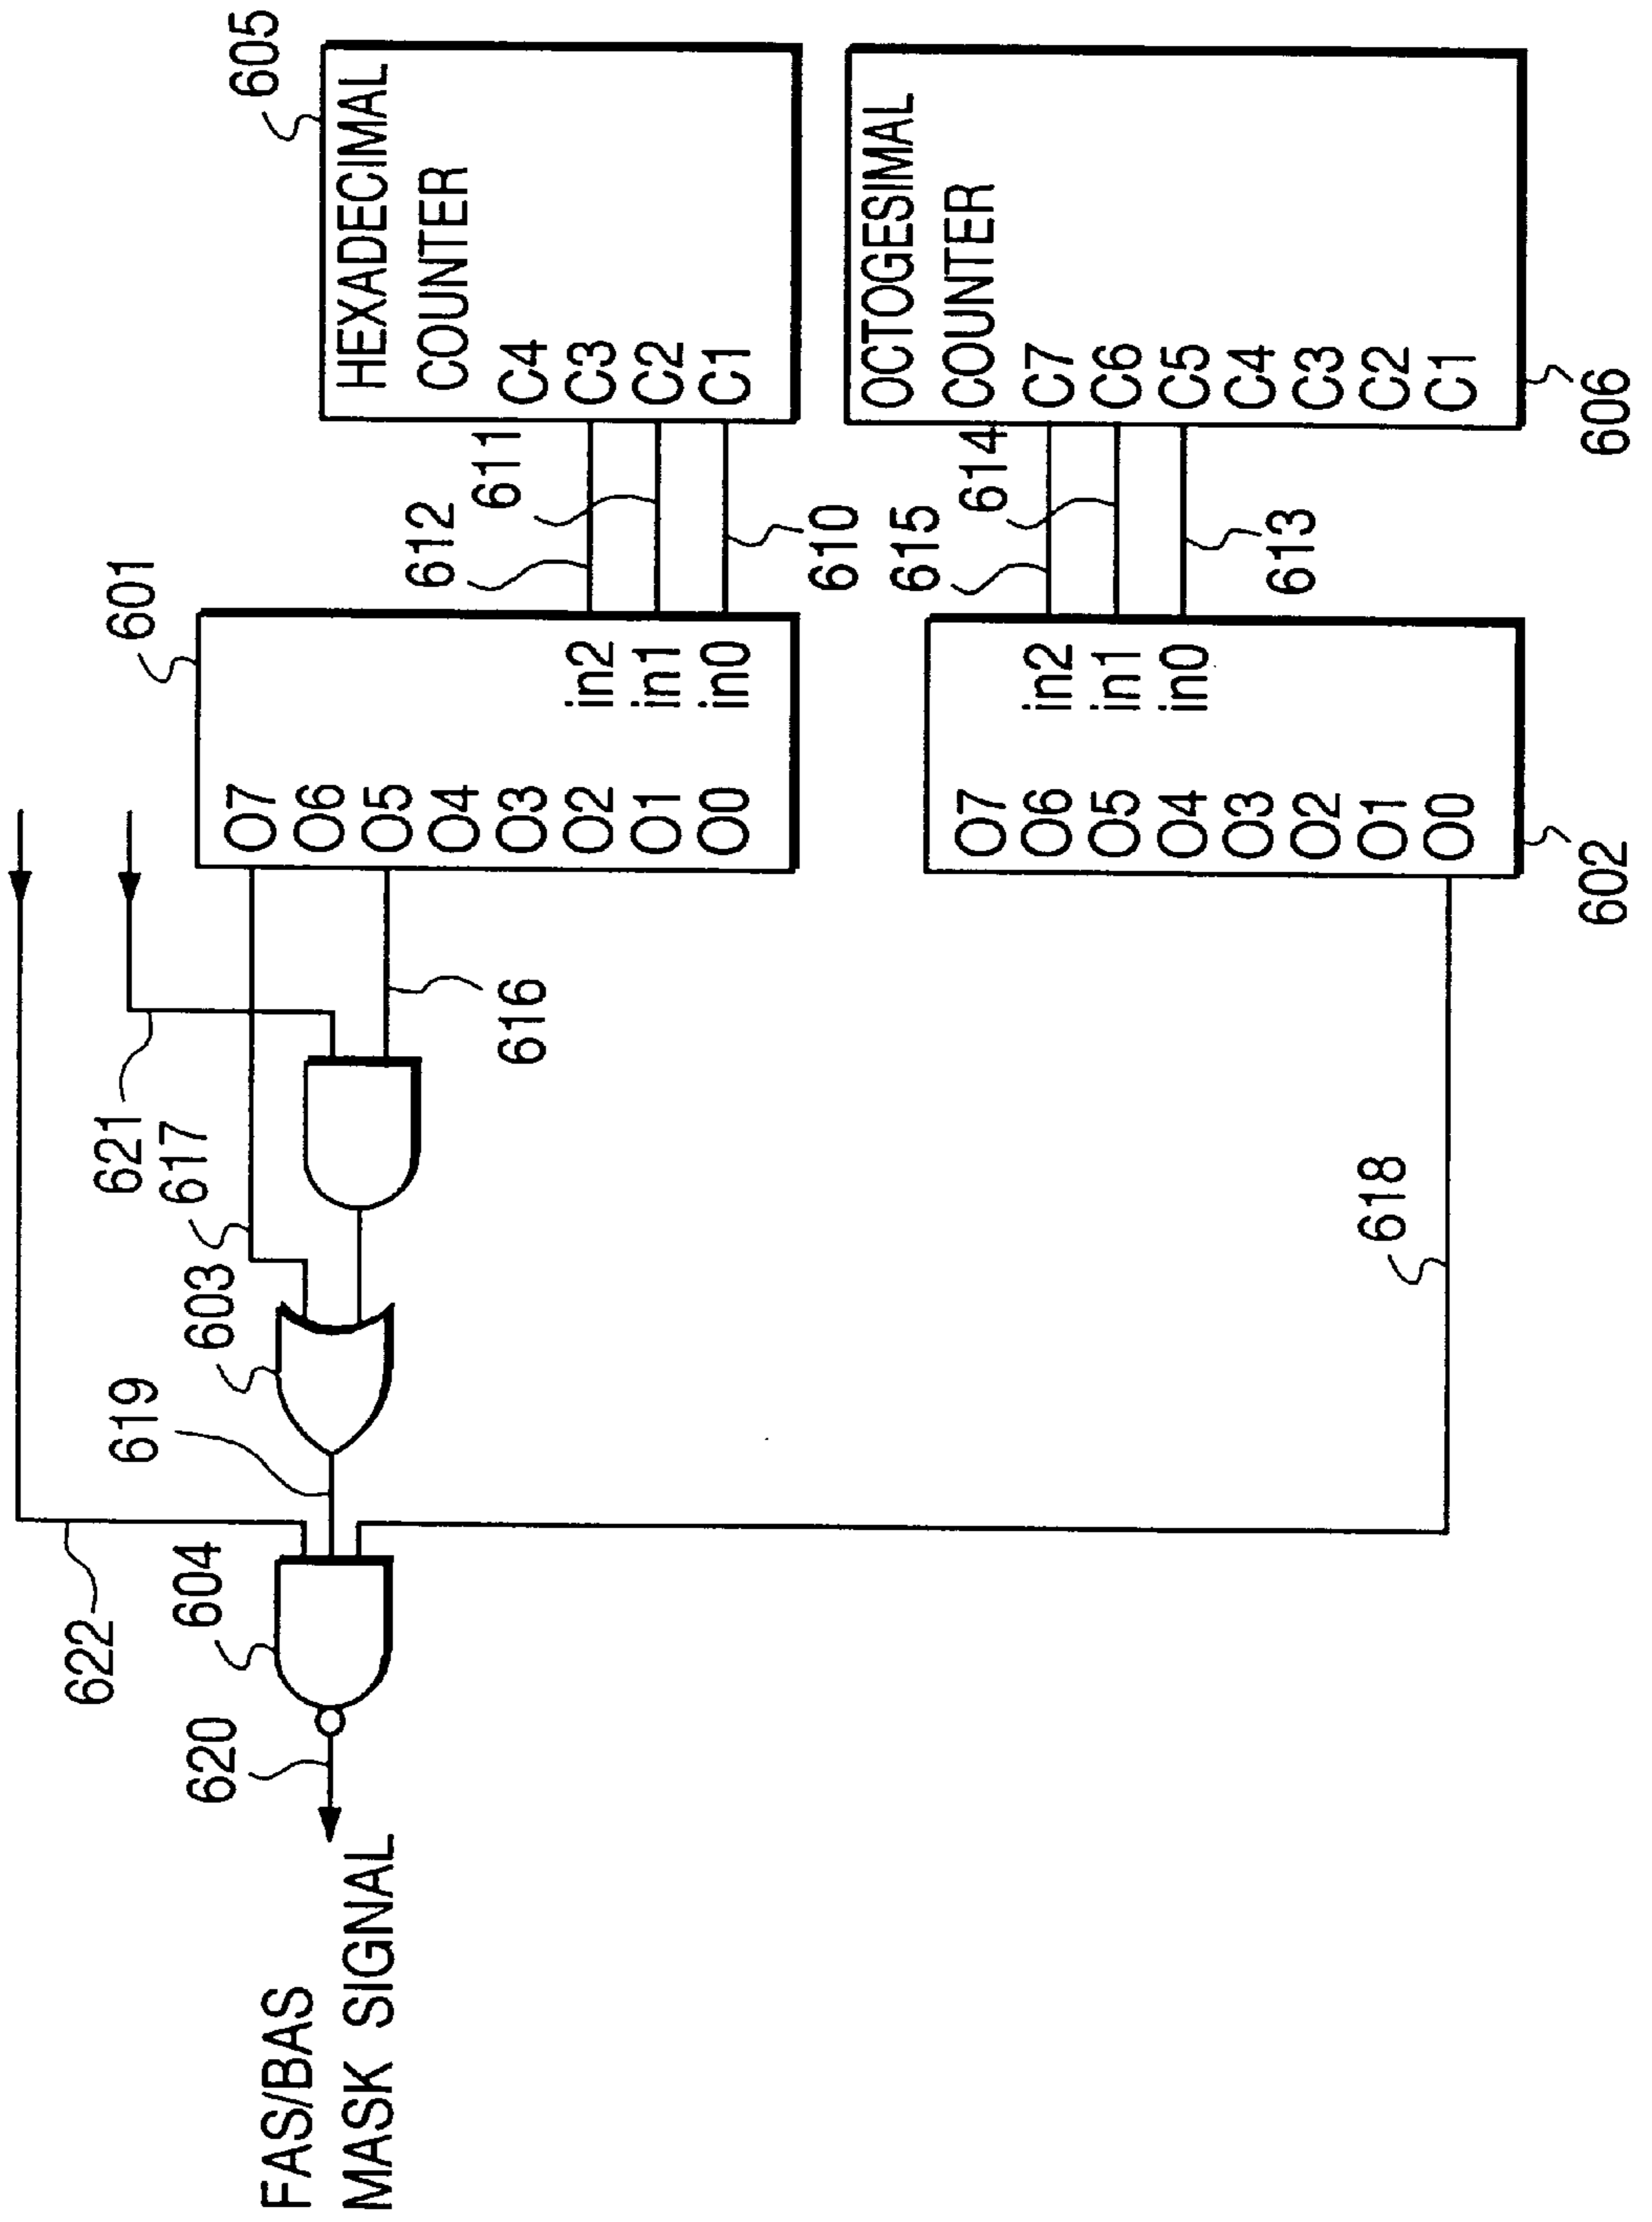 605
HEXADECIMAL
COUNTER
C4
C3
C2
C1
OCTOGESIMAL
COUNTER
C7
C6
C5
C4
C3
C2
C1
606
612
611
610
615
614
613
601
in2
in1
in0
O7
O6
O5
O4
O3
O2
O1
O0
in2
in1
in0
O7
O6
O5
O4
O3
O2
O1
O0
602
616
621
617
603
619
618
604
622
620
FAS/BAS
MASK SIGNAL